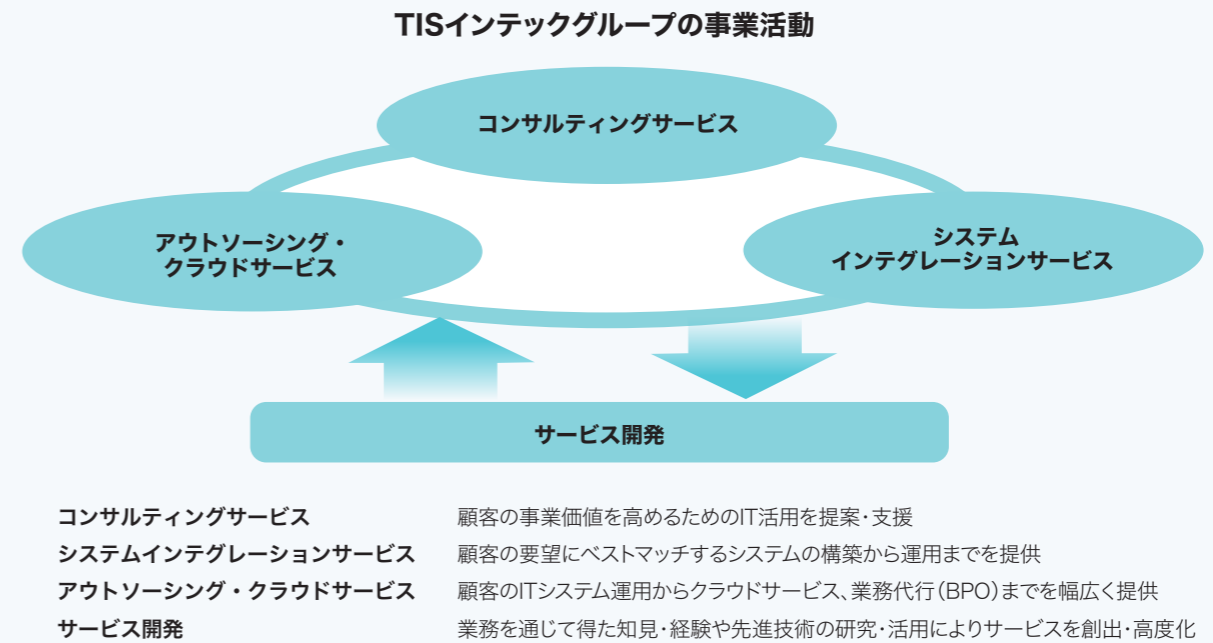 TISインテックグループの事業活動
コンサルティングサービス
アウトソーシング・
クラウドサービス
システム
インテグレーションサービス
サービス開発
コンサルティングサービス 顧客の事業価値を高めるためのIT活用を提案・支援
システムインテグレーションサービス 顧客の要望にベストマッチするシステムの構築から運用までを提供
アウトソーシング・クラウドサービス 顧客のITシステム運用からクラウドサービス、業務代行(BPO)までを幅広く提供
サービス開発 業務を通じて得た知見・経験や先進技術の研究・活用によりサービスを創出・高度化